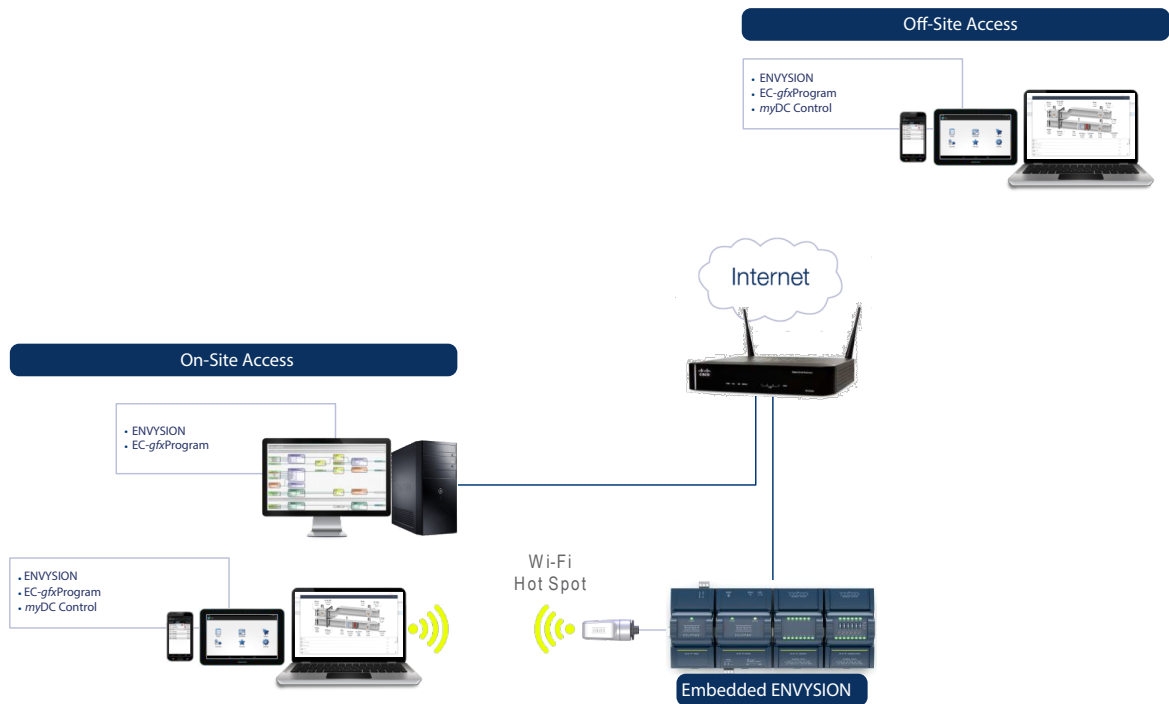 Off-Site Access
• ENVYSION
• EC-gfxProgram
• myDC Control
Internet
CISCO
On-Site Access
• ENVYSION
• EC-gfxProgram
• ENVYSION
• EC-gfxProgram
• myDC Control
Wi-Fi
Hot Spot
Embedded ENVYSION